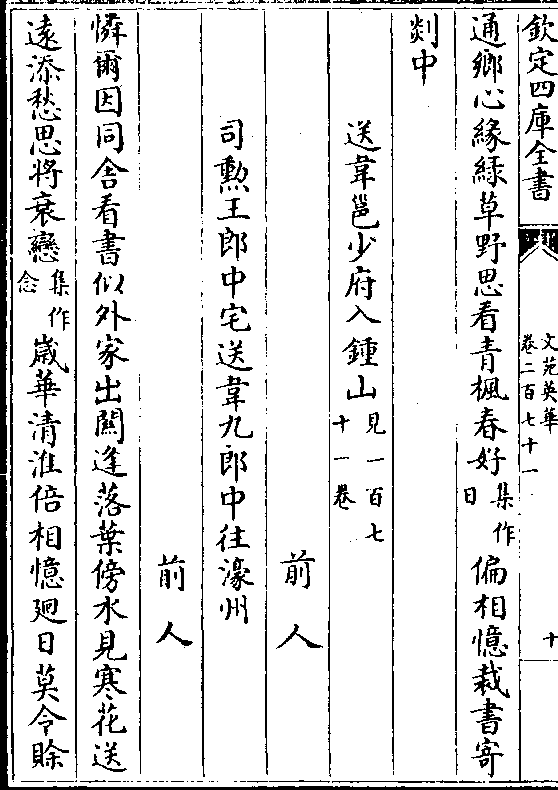 欽定四庫全書
文苑英華
卷二百七十一
十
通鄉心緣綠草野思看青楓春好集作日偏相憶裁書寄
剡中
送韋邕少府入鍾山見一百七十一卷
前人
司勲王郎中宅送韋九郎中往濠州
前人
憐爾因同舍看書似外家出闗逢落葉傍水見寒花送
逺添愁思將衰戀集作念嵗華清淮倍相憶廻日莫令賖